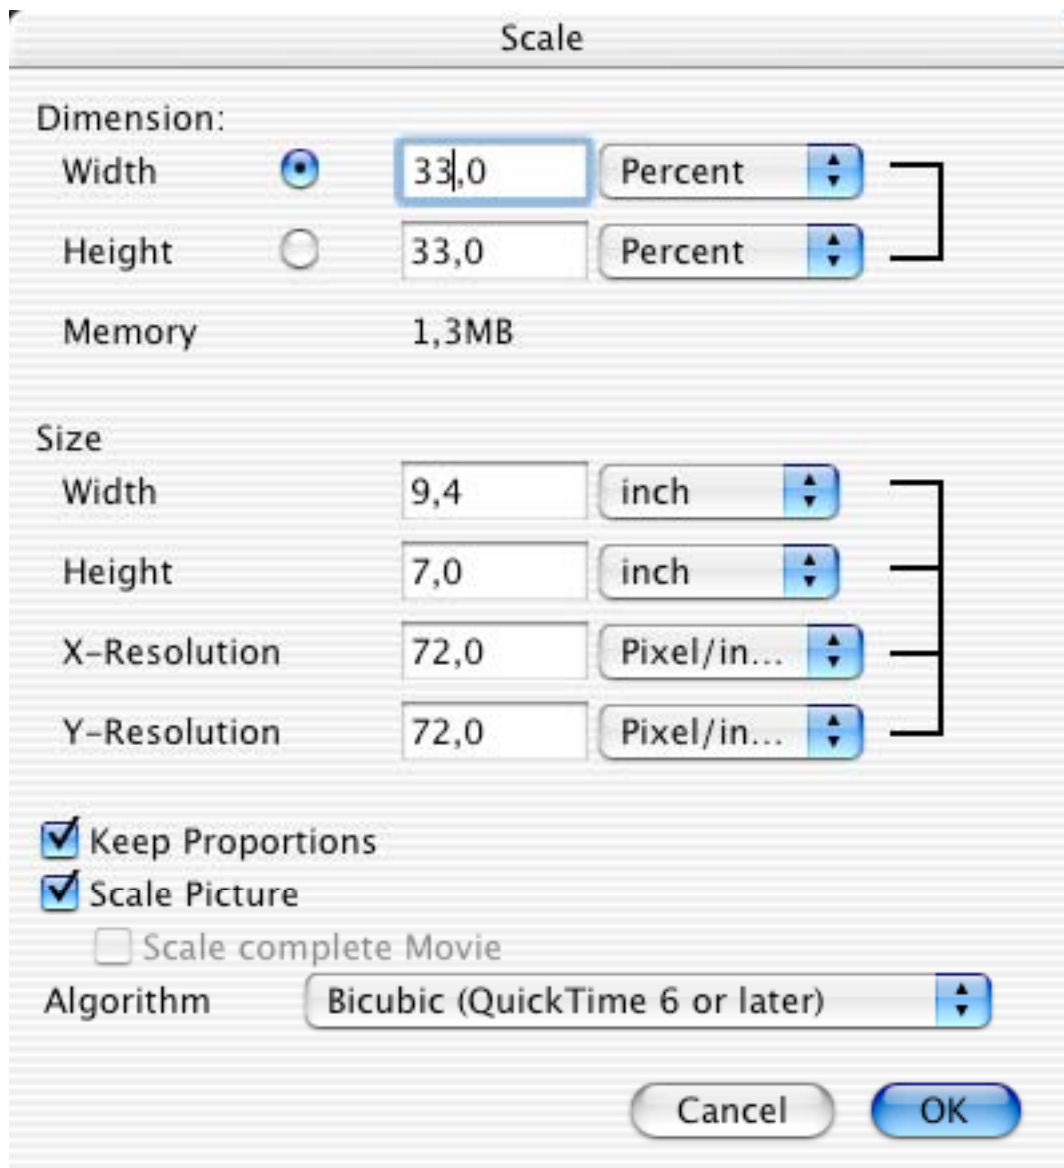 Scale
Dimension:
Width 33,0 Percent
Height 33,0 Percent
Memory 1,3MB
Size
Width 9,4 inch
Height 7,0 inch
X-Resolution 72,0 Pixel/in...
Y-Resolution 72,0 Pixel/in...
Keep Proportions
Scale Picture
Scale complete Movie
Algorithm Bicubic (QuickTime 6 or later)
Cancel OK